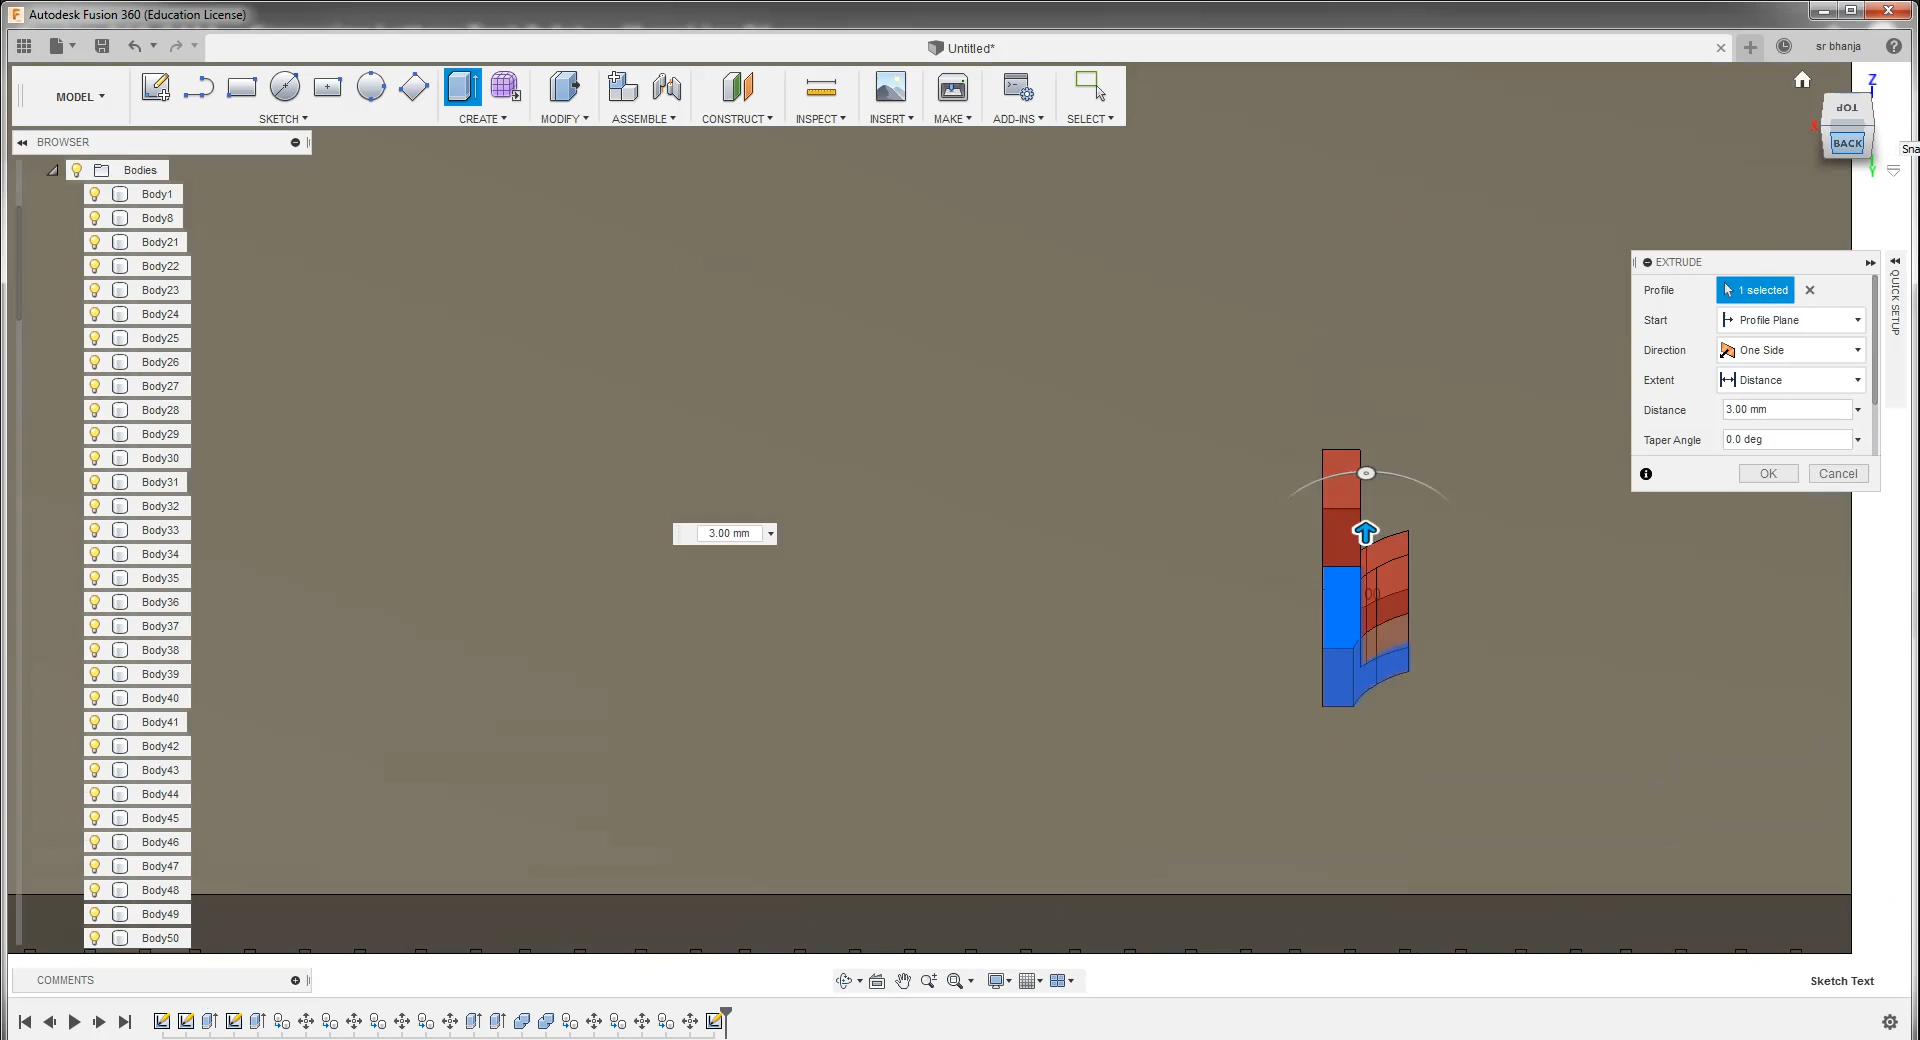 Autodesk Fusion 360 (Education License)
Untitled*
sr bhanja
MODEL
SKETCH
CREATE
MODIFY
ASSEMBLE
CONSTRUCT
INSPECT
INSERT
MAKE
ADD-INS
SELECT
Z
TOP
X
BACK
Y
Sna
BROWSER
Bodies
Body1
Body8
Body21
Body22
Body23
Body24
Body25
Body26
Body27
Body28
Body29
Body30
Body31
Body32
Body33
Body34
Body35
Body36
Body37
Body38
Body39
Body40
Body41
Body42
Body43
Body44
Body45
Body46
Body47
Body48
Body49
Body50
EXTRUDE
Profile 1 selected
Start Profile Plane
Direction One Side
Extent Distance
Distance 3.00 mm
Taper Angle 0.0 deg
OK Cancel
QUICK SETUP
3.00 mm
COMMENTS
Sketch Text